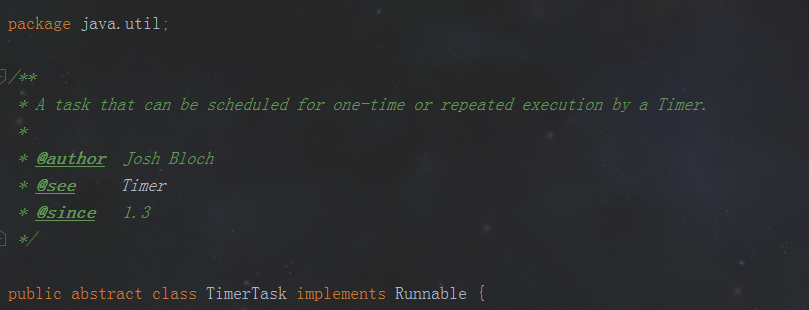 package java.util;
/**
* A task that can be scheduled for one-time or repeated execution by a Timer.
*
* @author Josh Bloch
* @see Timer
* @since 1.3
*/
public abstract class TimerTask implements Runnable {